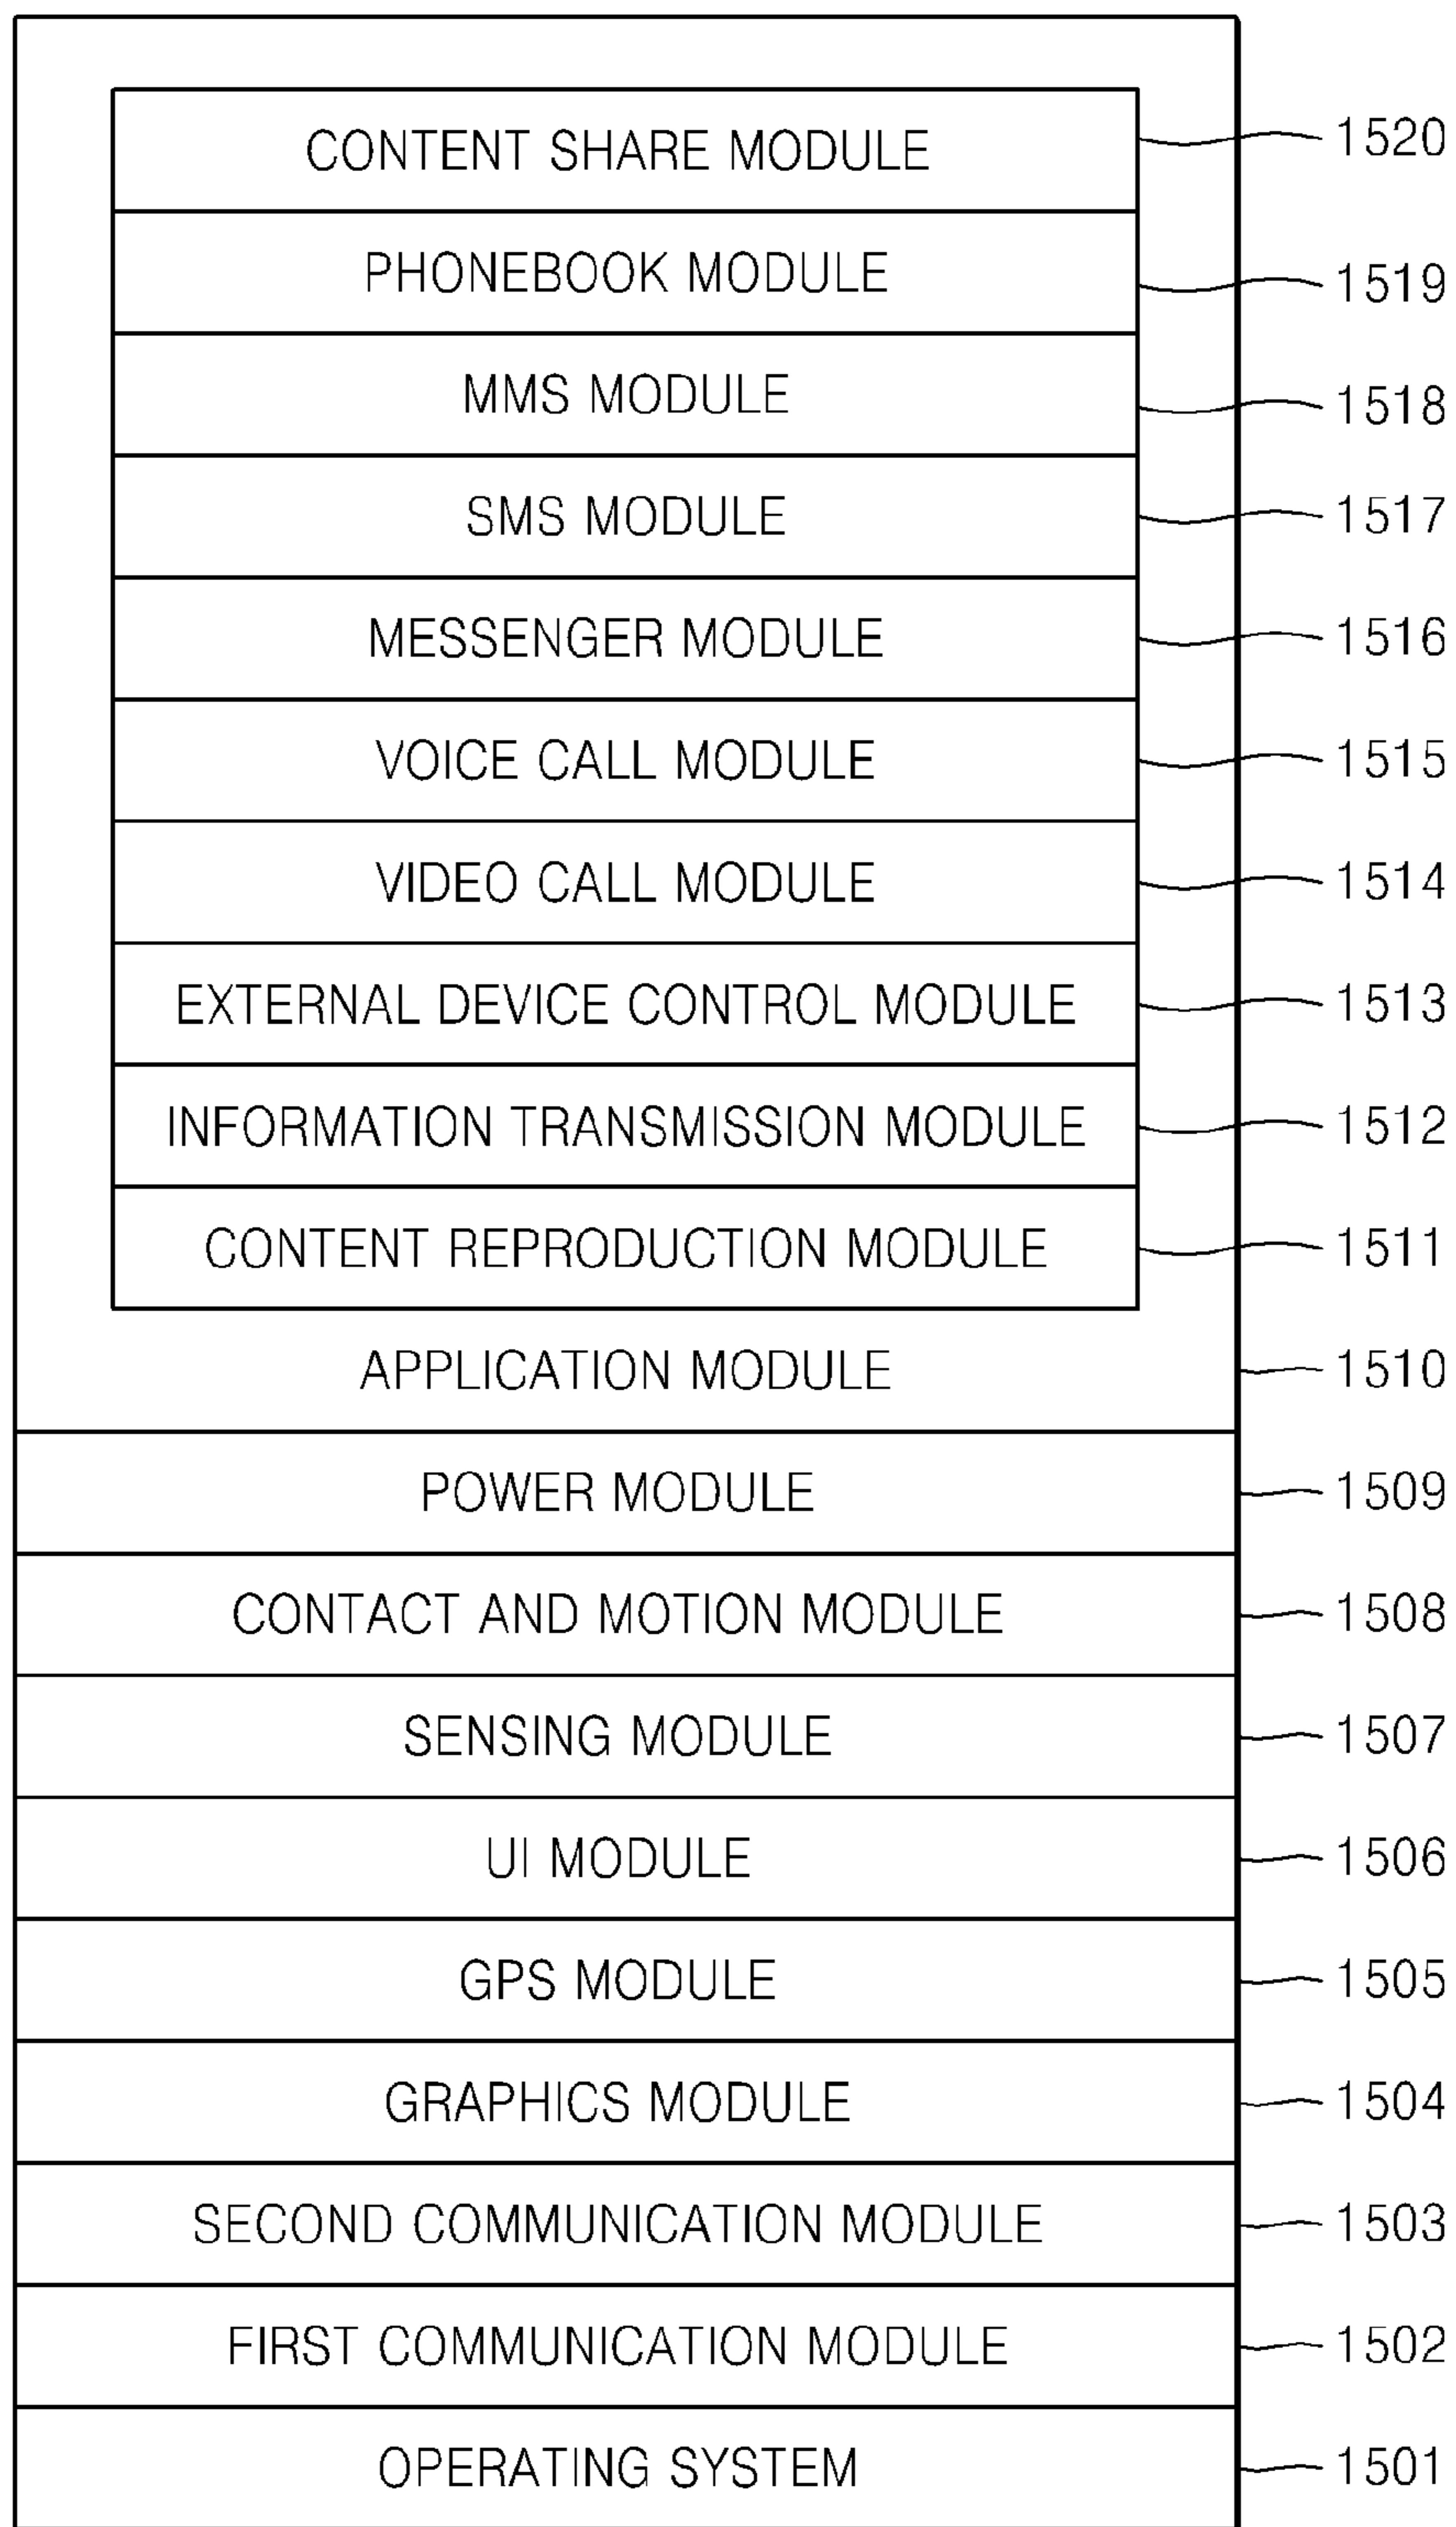 CONTENT SHARE MODULE 1520
PHONEBOOK MODULE 1519
MMS MODULE 1518
SMS MODULE 1517
MESSENGER MODULE 1516
VOICE CALL MODULE 1515
VIDEO CALL MODULE 1514
EXTERNAL DEVICE CONTROL MODULE 1513
INFORMATION TRANSMISSION MODULE 1512
CONTENT REPRODUCTION MODULE 1511
APPLICATION MODULE 1510
POWER MODULE 1509
CONTACT AND MOTION MODULE 1508
SENSING MODULE 1507
UI MODULE 1506
GPS MODULE 1505
GRAPHICS MODULE 1504
SECOND COMMUNICATION MODULE 1503
FIRST COMMUNICATION MODULE 1502
OPERATING SYSTEM 1501